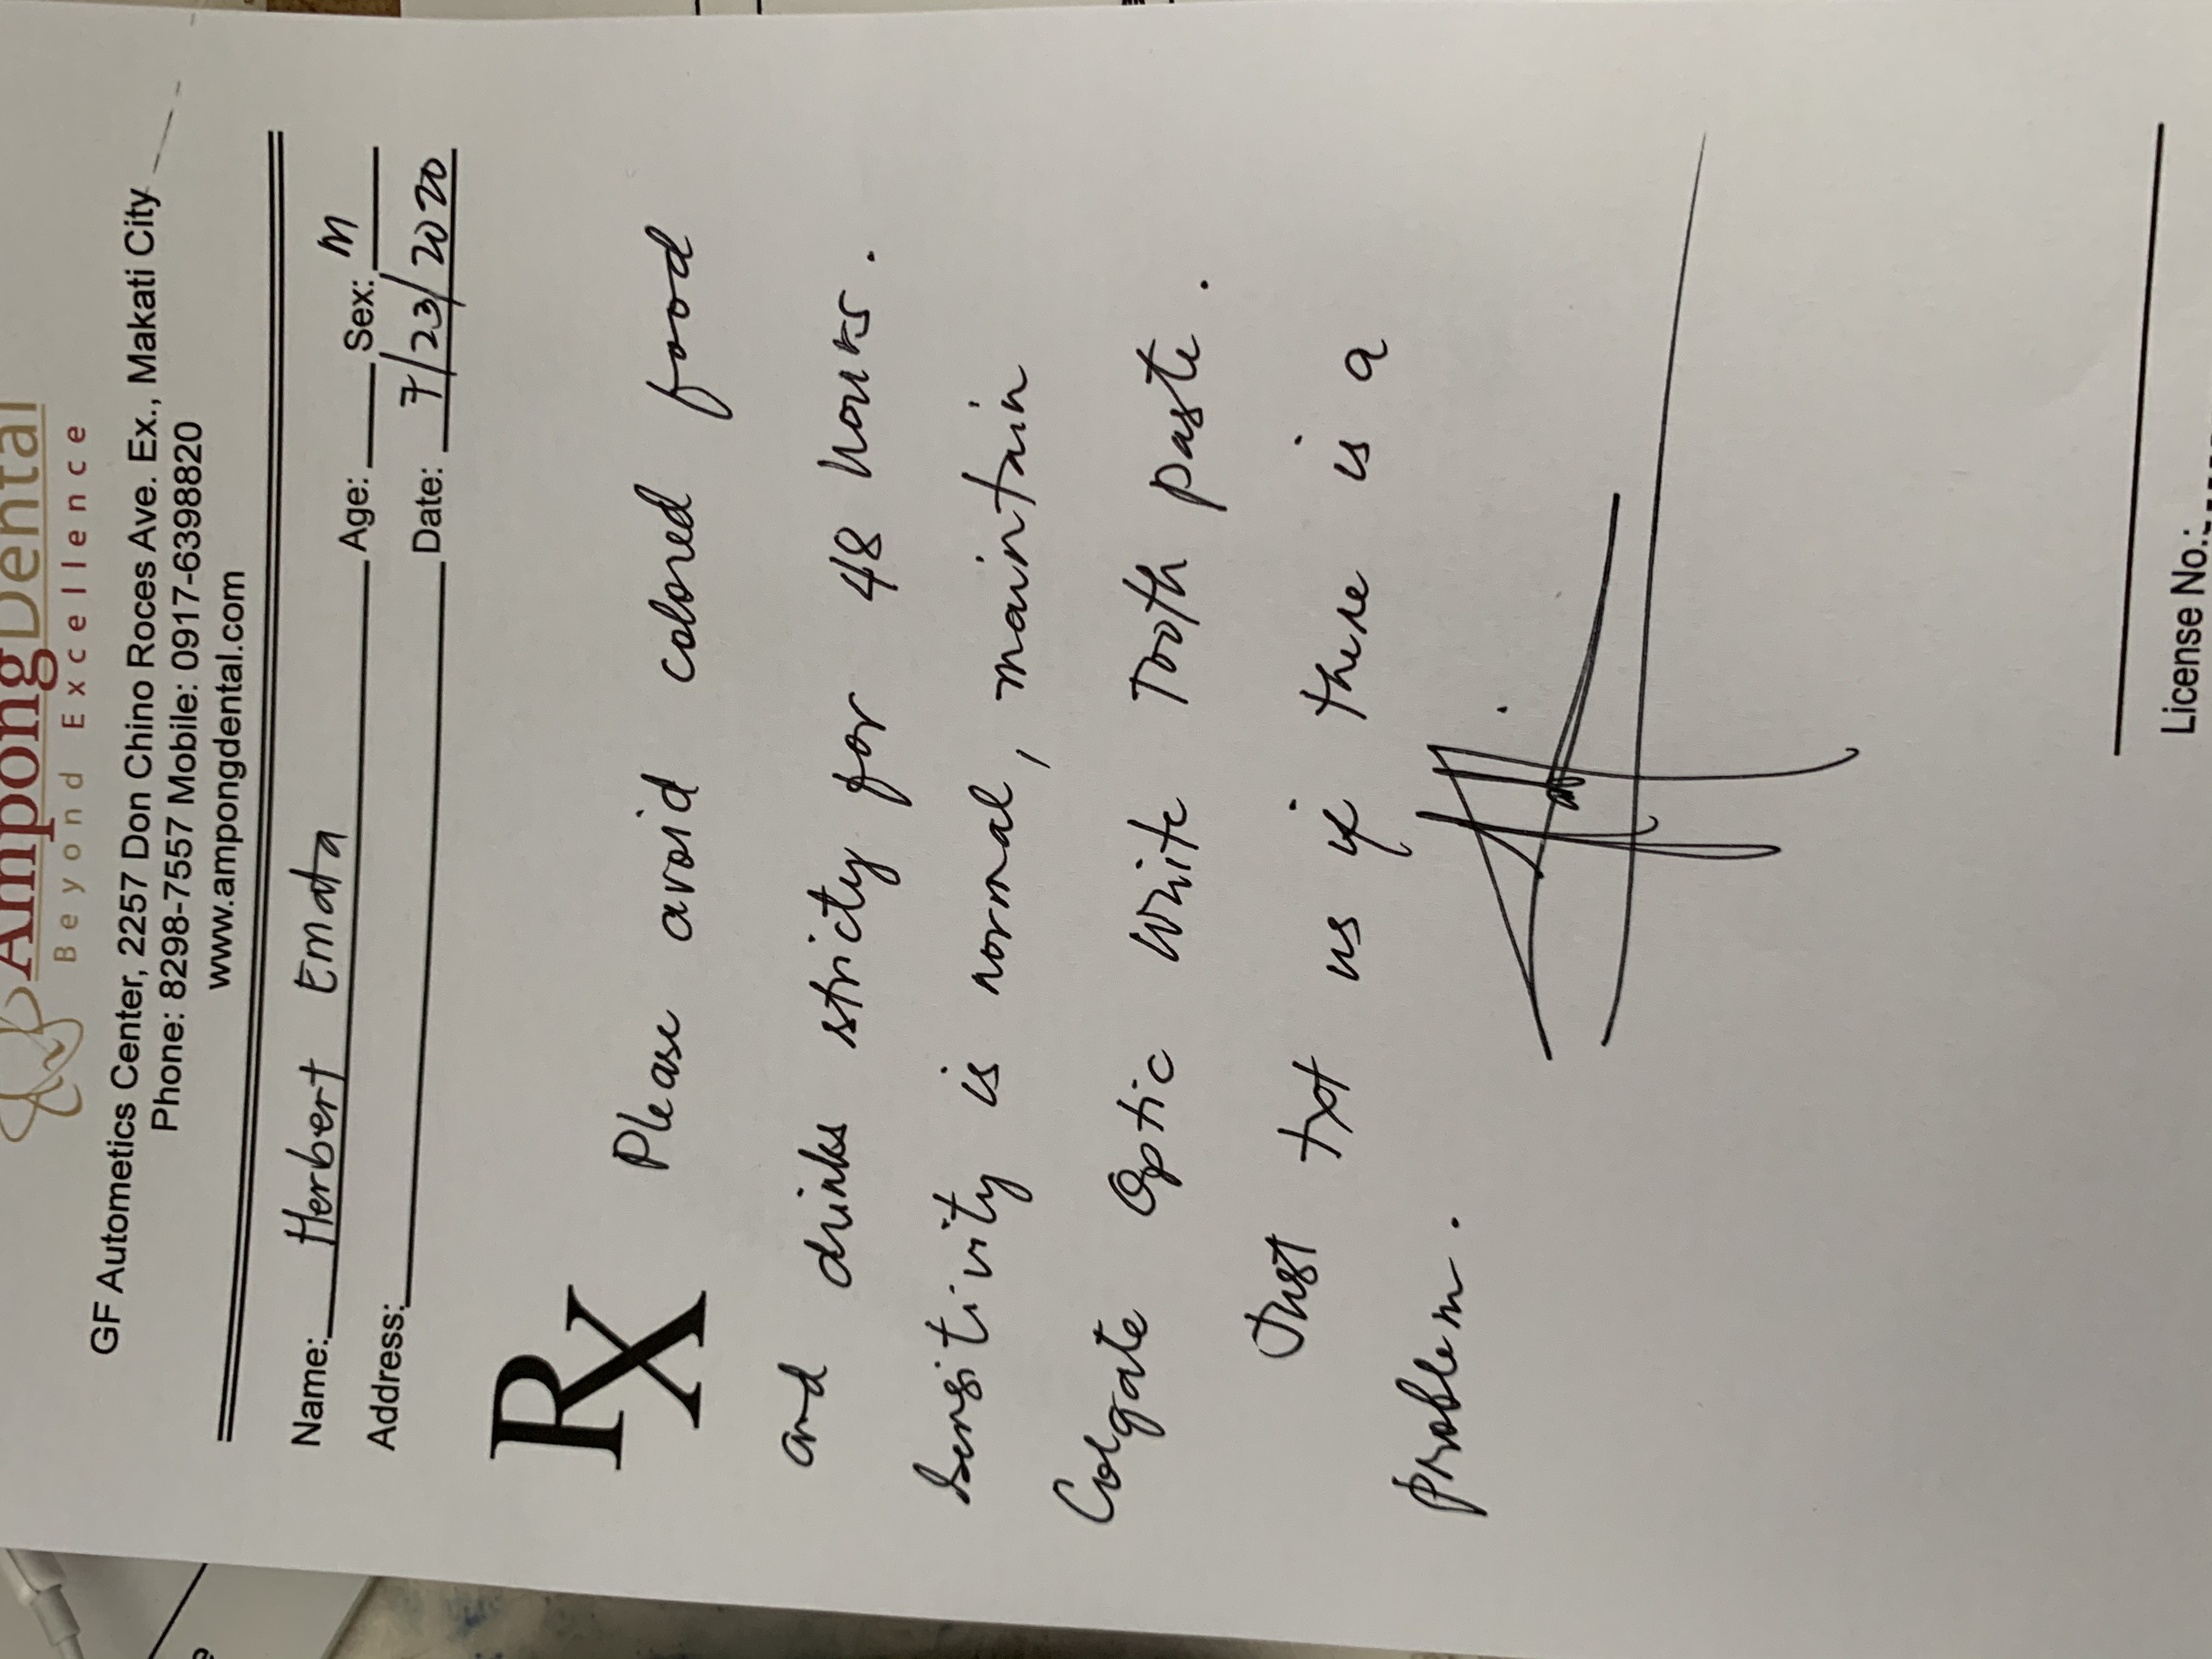 AmpongDental
Beyond Excellence
GF Autometics Center, 2257 Don Chino Roces Ave. Ex., Makati City
Phone: 8298-7557 Mobile: 0917-6398820
www.ampongdental.com
Name: Herbert Emata Age: Sex: M
Address: Date: 7/23/2020
Rx Please avoid colored food
and drinks stricty for 48 hours.
Sensitivity is normal, maintain
Colgate Optic White Tooth paste.
Just txt us if there is a
problem.
License No.: